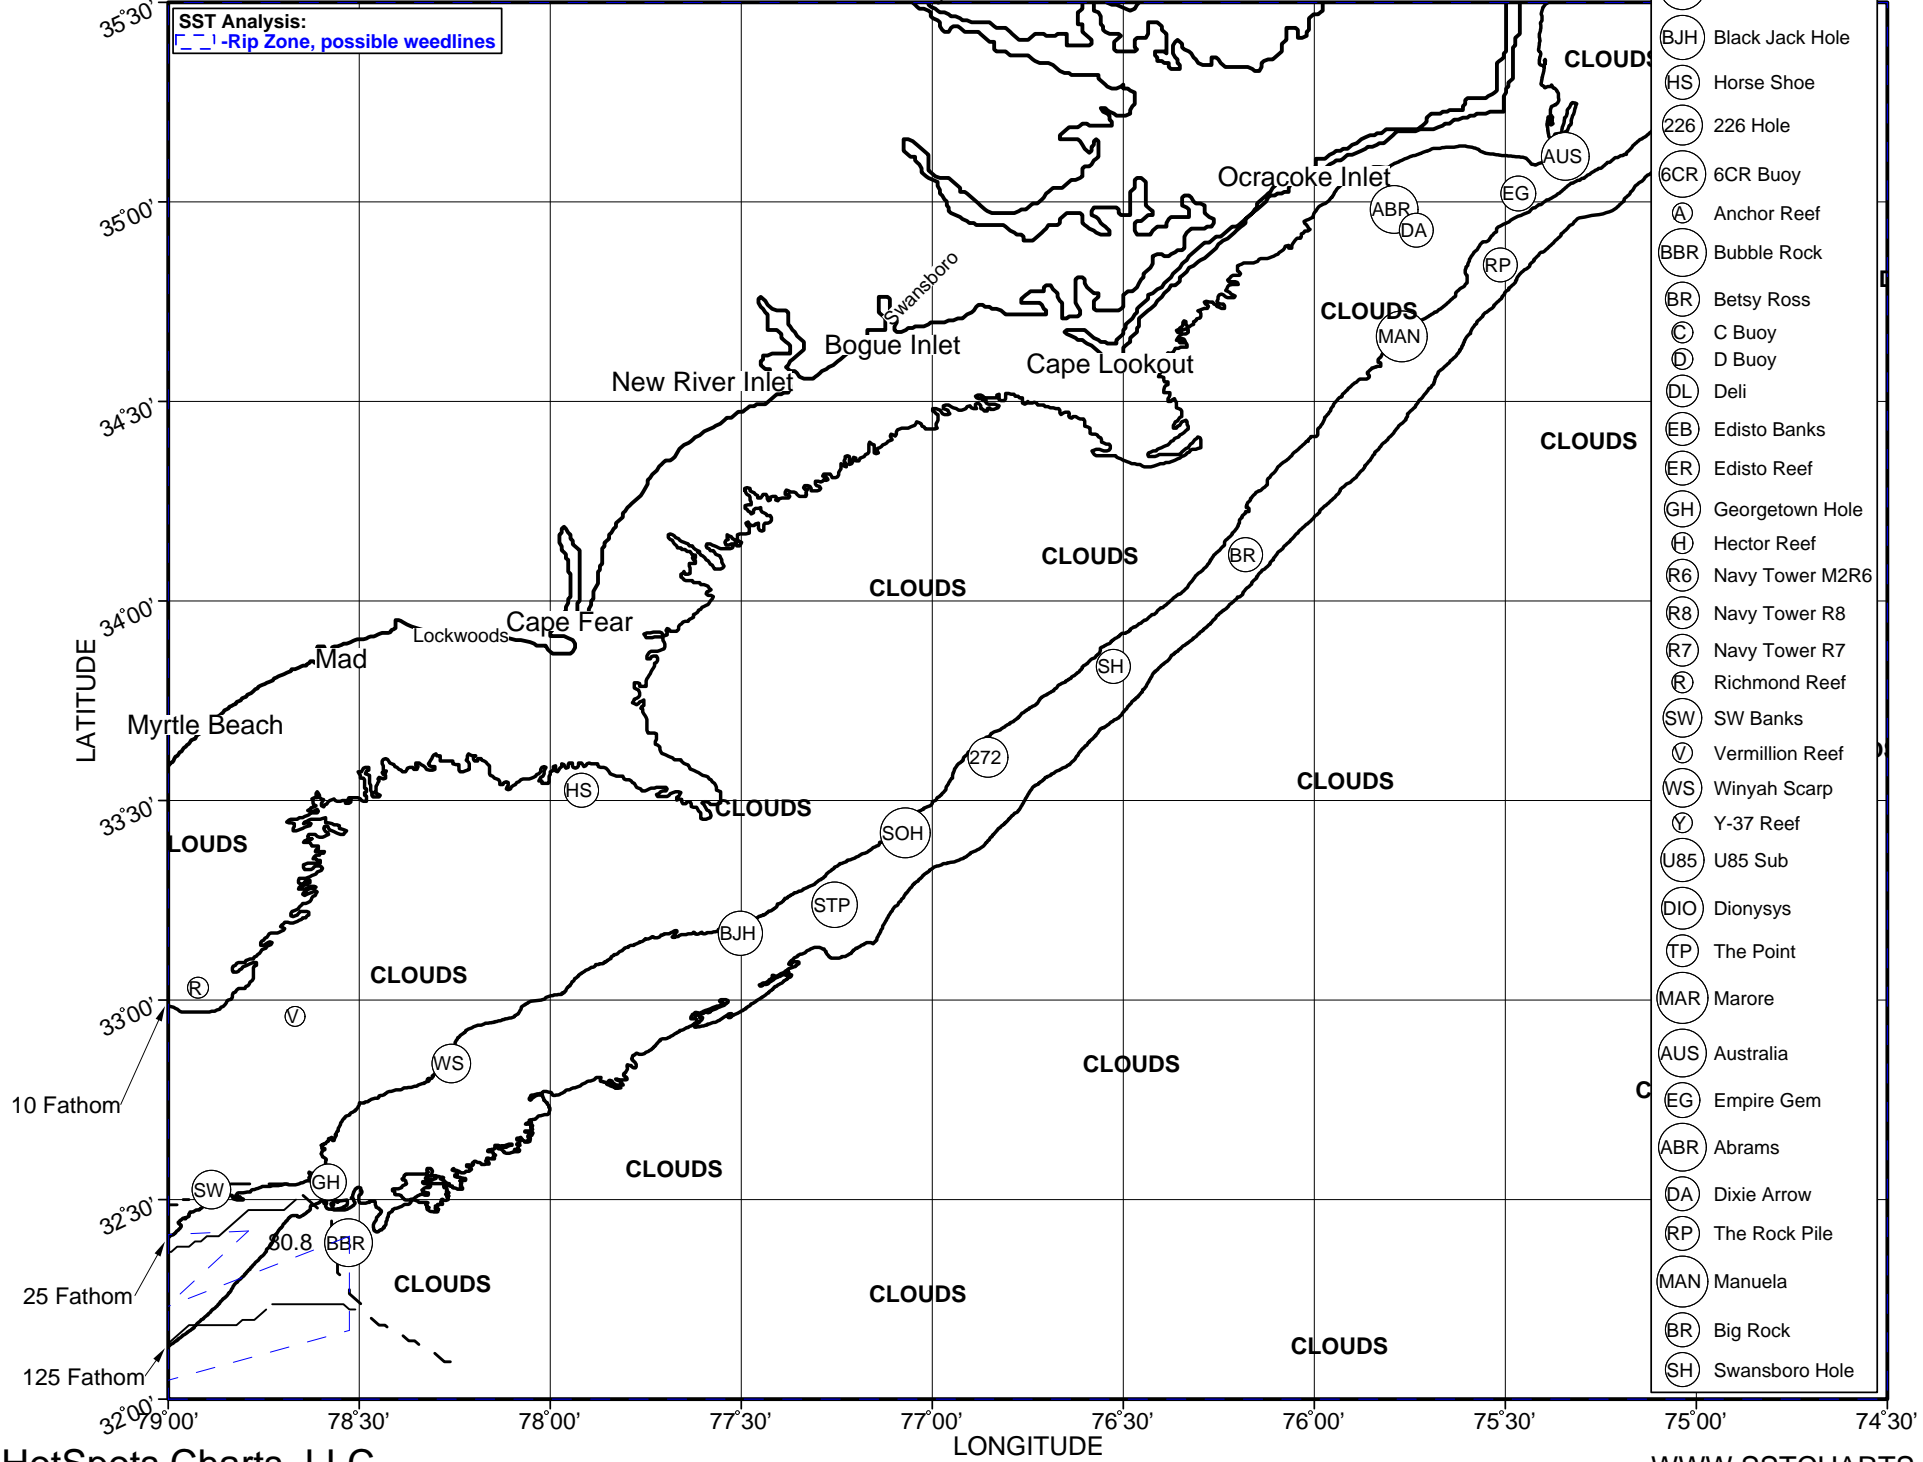 35°30'
SST Analysis:
-Rip Zone, possible weedlines
CLOUDS
BJH Black Jack Hole
HS Horse Shoe
226 226 Hole
6CR 6CR Buoy
A Anchor Reef
BBR Bubble Rock
BR Betsy Ross
C C Buoy
D D Buoy
DL Deli
EB Edisto Banks
ER Edisto Reef
GH Georgetown Hole
H Hector Reef
R6 Navy Tower M2R6
R8 Navy Tower R8
R7 Navy Tower R7
R Richmond Reef
SW SW Banks
V Vermillion Reef
WS Winyah Scarp
Y Y-37 Reef
U85 U85 Sub
DIO Dionysys
TP The Point
MAR Marore
AUS Australia
EG Empire Gem
ABR Abrams
DA Dixie Arrow
RP The Rock Pile
MAN Manuela
BR Big Rock
SH Swansboro Hole
AUS
Ocracoke Inlet
EG
35°00'
ABR
DA
RP
Swansboro
CLOUDS
MAN
Bogue Inlet
Cape Lookout
New River Inlet
34°30'
CLOUDS
CLOUDS
BR
CLOUDS
34°00'
Cape Fear
Lockwoods
Mad
SH
LATITUDE
Myrtle Beach
272
HS
CLOUDS
CLOUDS
33°30'
SOH
LOUDS
STP
BJH
CLOUDS
R
33°00'
V
WS
CLOUDS
C
10 Fathom
CLOUDS
GH
SW
32°30'
80.8
BBR
CLOUDS
25 Fathom
CLOUDS
CLOUDS
125 Fathom
32°00'
79°00' 78°30' 78°00' 77°30' 77°00' 76°30' 76°00' 75°30' 75°00' 74°30'
LONGITUDE
HotSpots Charts, LLC
WWW.SSTCHARTS